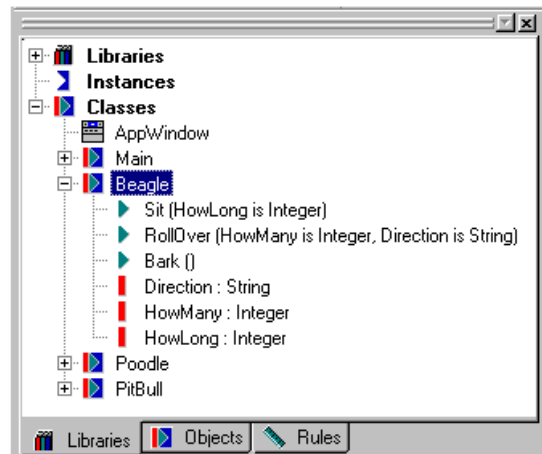 Libraries
Instances
Classes
AppWindow
Main
Beagle
Sit (HowLong is Integer)
RollOver (HowMany is Integer, Direction is String)
Bark ()
Direction : String
HowMany : Integer
HowLong : Integer
Poodle
PitBull
Libraries Objects Rules